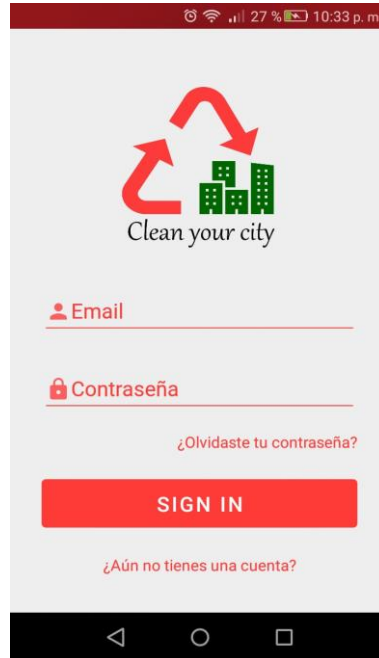 27 % 10:33 p. m
Clean your city
Email
Contraseña
¿Olvidaste tu contraseña?
SIGN IN
¿Aún no tienes una cuenta?